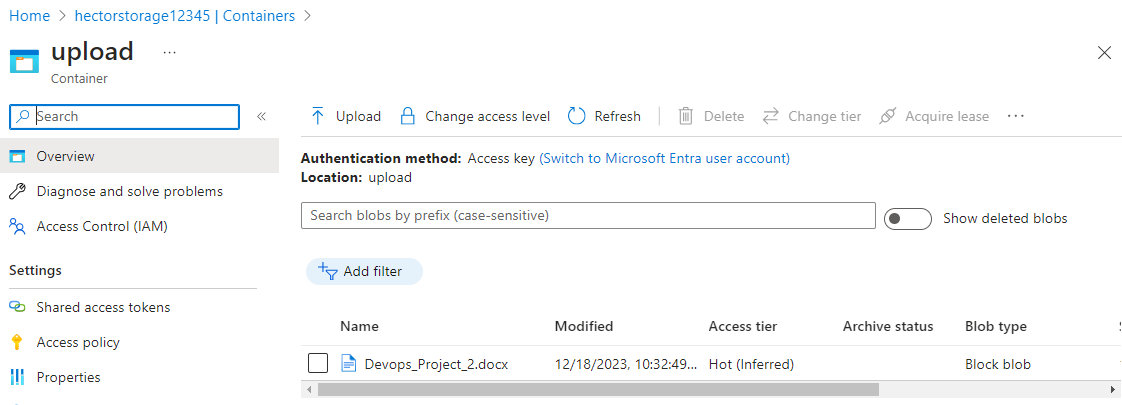 Home > hectorstorage12345 | Containers >
upload ...
Container
Search «
Upload Change access level Refresh Delete Change tier Acquire lease ...
Overview
Diagnose and solve problems
Access Control (IAM)
Settings
Shared access tokens
Access policy
Properties
Authentication method: Access key (Switch to Microsoft Entra user account)
Location: upload
Search blobs by prefix (case-sensitive)
Show deleted blobs
Add filter
Name Modified Access tier Archive status Blob type
Devops_Project_2.docx 12/18/2023, 10:32:49... Hot (Inferred) Block blob